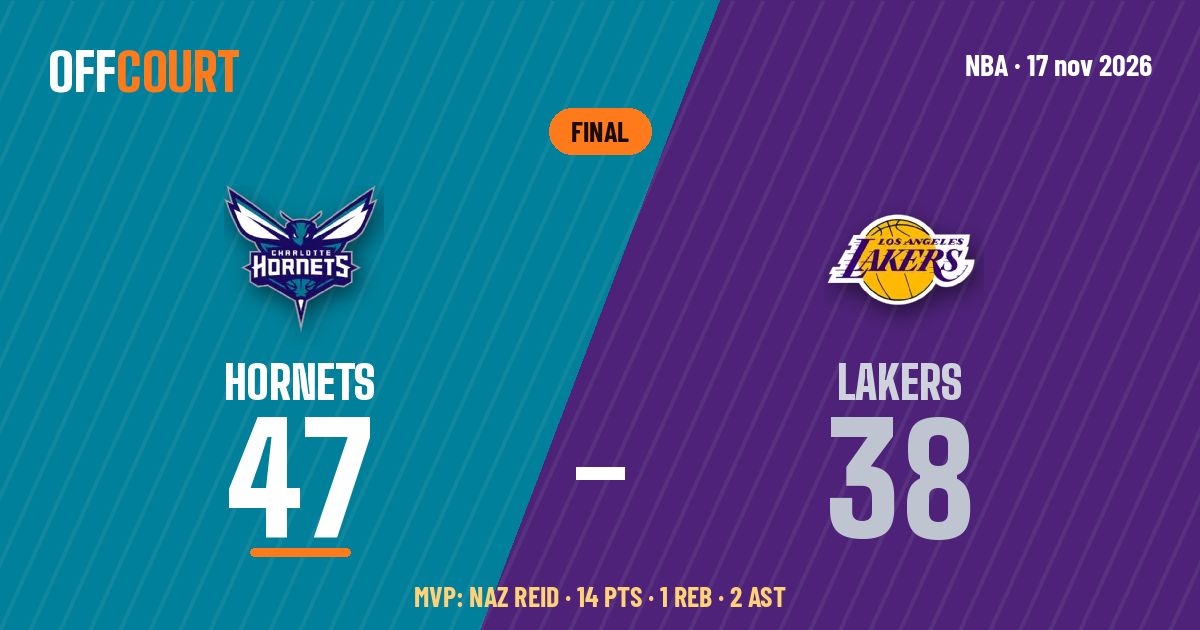 OFFCOURT
NBA · 17 nov 2026
FINAL
CHARLOTTE
HORNETS
LOS ANGELES
LAKERS
HORNETS
LAKERS
47
–
38
MVP: NAZ REID · 14 PTS · 1 REB · 2 AST